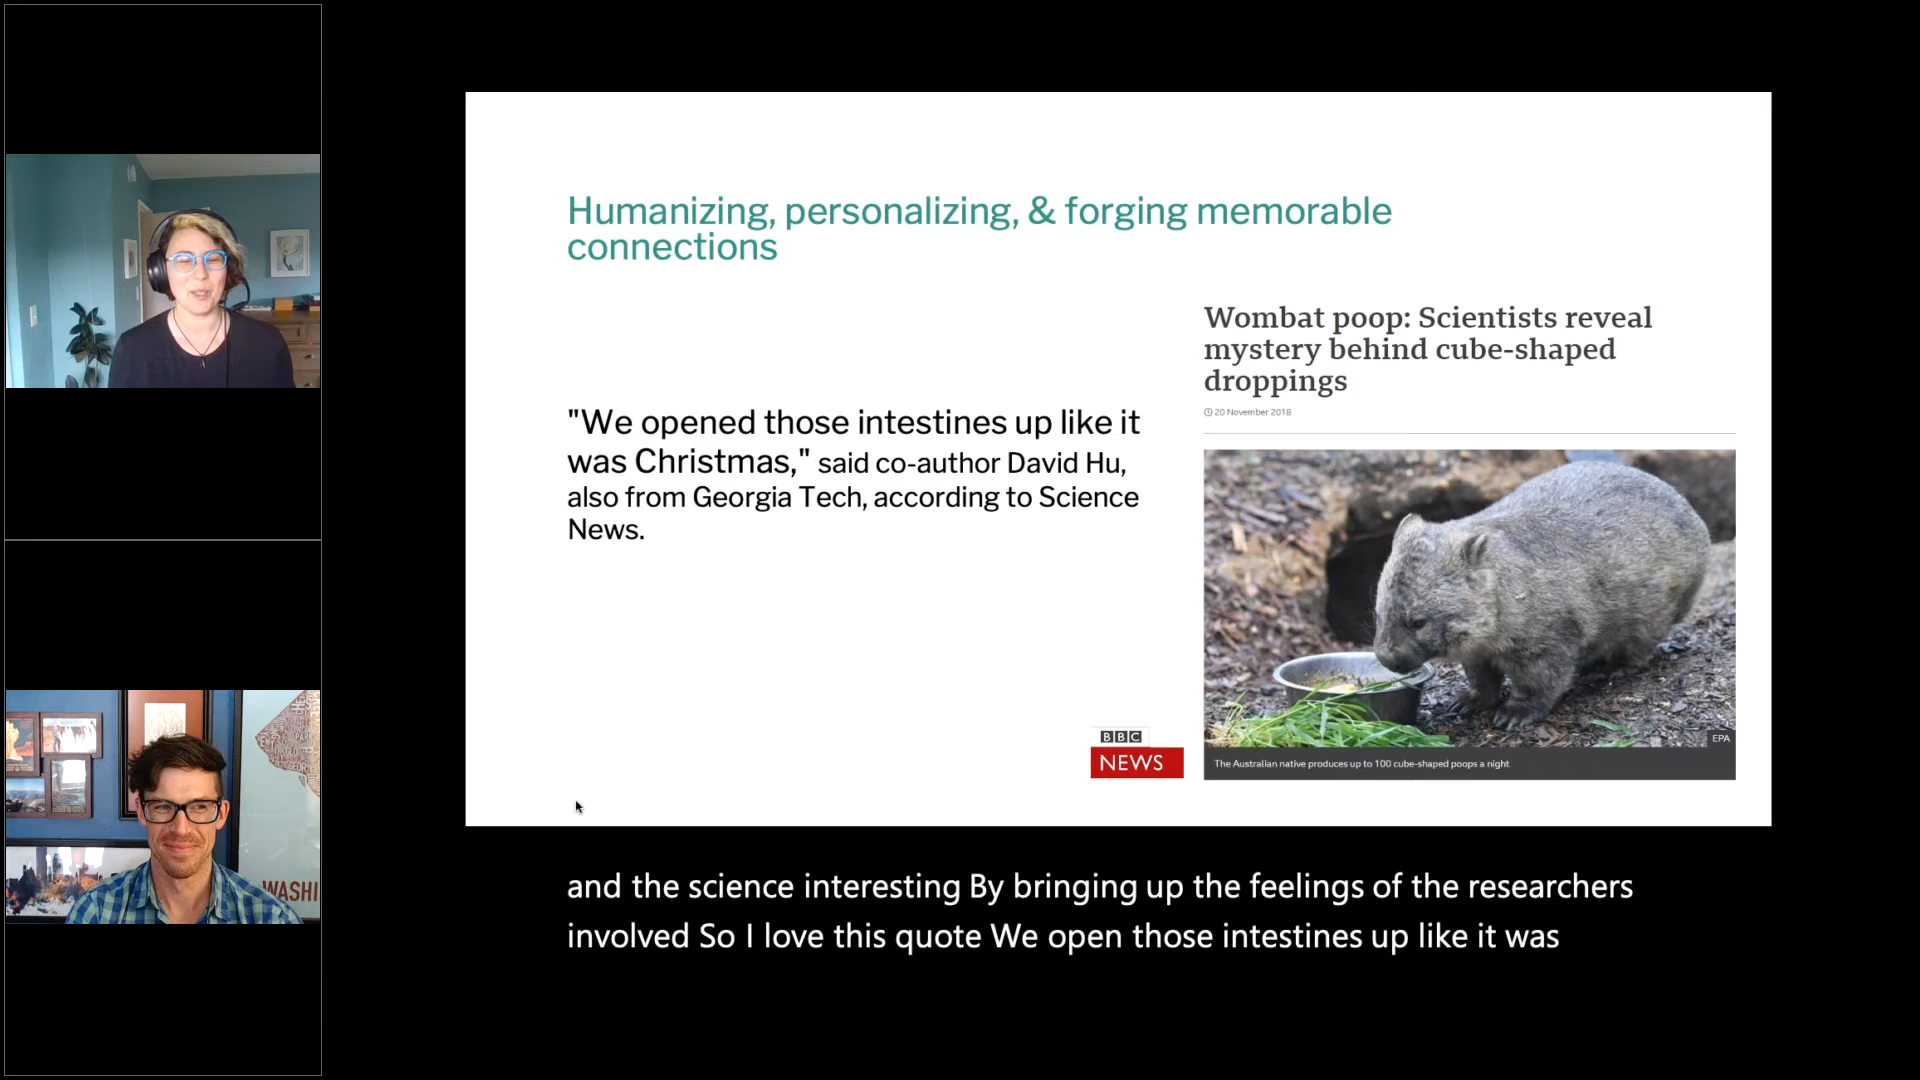 Humanizing, personalizing, & forging memorable
connections
"We opened those intestines up like it
was Christmas," said co-author David Hu,
also from Georgia Tech, according to Science
News.
Wombat poop: Scientists reveal
mystery behind cube-shaped
droppings
20 November 2018
EPA
The Australian native produces up to 100 cube-shaped poops a night
BBC
NEWS
WASHI
and the science interesting By bringing up the feelings of the researchers
involved So I love this quote We open those intestines up like it was